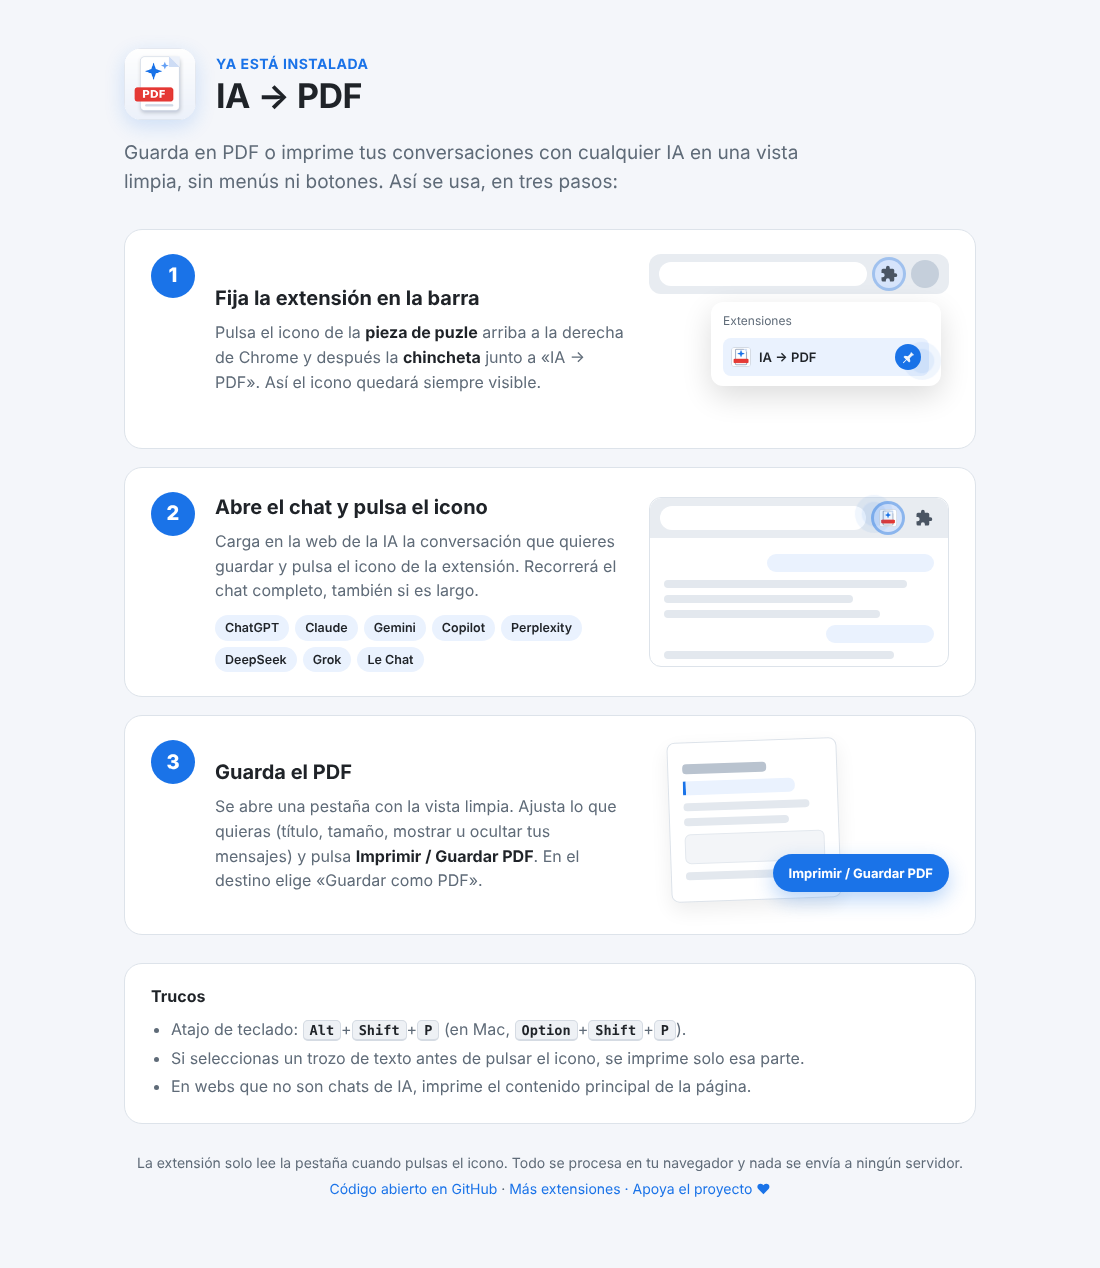 PDF
YA ESTÁ INSTALADA
IA → PDF
Guarda en PDF o imprime tus conversaciones con cualquier IA en una vista
limpia, sin menús ni botones. Así se usa, en tres pasos:
1
Fija la extensión en la barra
Pulsa el icono de la pieza de puzle arriba a la derecha
de Chrome y después la chincheta junto a «IA →
PDF». Así el icono quedará siempre visible.
Extensiones
IA → PDF
2
Abre el chat y pulsa el icono
Carga en la web de la IA la conversación que quieres
guardar y pulsa el icono de la extensión. Recorrerá el
chat completo, también si es largo.
ChatGPT Claude Gemini Copilot Perplexity
DeepSeek Grok Le Chat
3
Guarda el PDF
Se abre una pestaña con la vista limpia. Ajusta lo que
quieras (título, tamaño, mostrar u ocultar tus
mensajes) y pulsa Imprimir / Guardar PDF. En el
destino elige «Guardar como PDF».
Imprimir / Guardar PDF
Trucos
• Atajo de teclado: Alt+Shift+P (en Mac, Option+Shift+P).
• Si seleccionas un trozo de texto antes de pulsar el icono, se imprime solo esa parte.
• En webs que no son chats de IA, imprime el contenido principal de la página.
La extensión solo lee la pestaña cuando pulsas el icono. Todo se procesa en tu navegador y nada se envía a ningún servidor.
Código abierto en GitHub · Más extensiones · Apoya el proyecto ♥